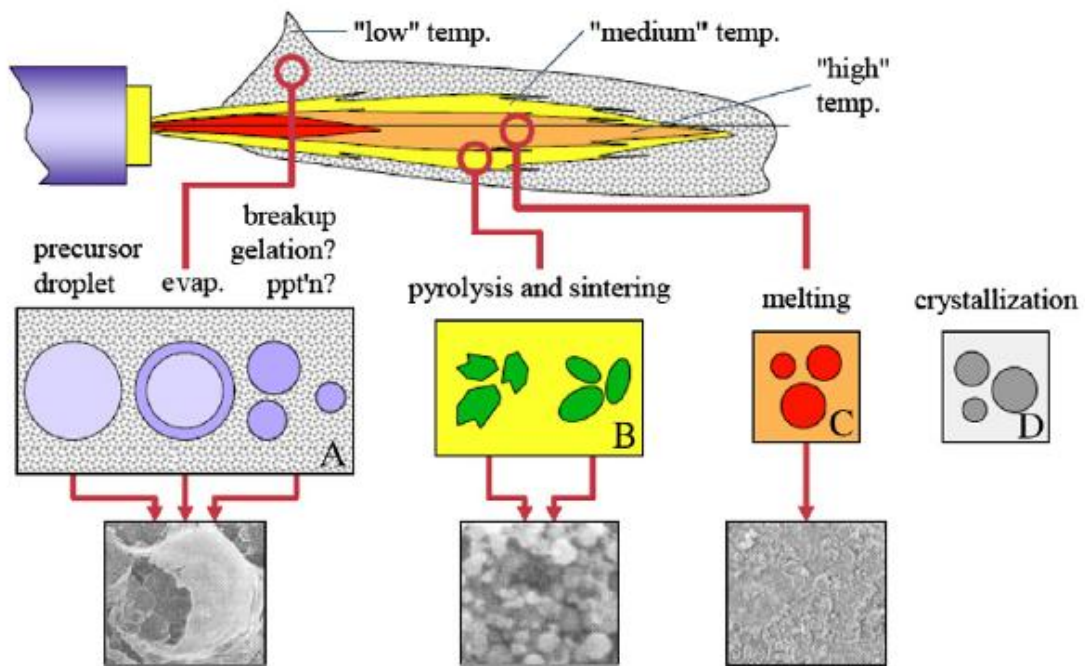 "low" temp.
"medium" temp.
"high"
temp.
precursor
droplet
evap.
breakup
gelation?
ppt'n?
pyrolysis and sintering
melting
crystallization
A
B
C
D